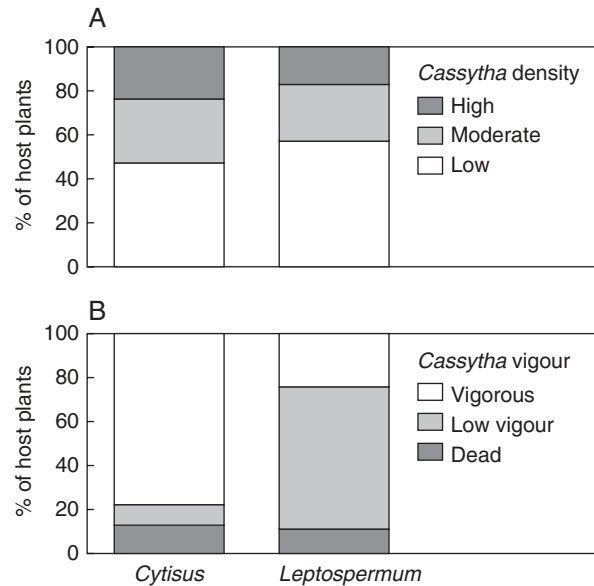 A
100
80
60
40
20
0
% of host plants
Cassytha density
High
Moderate
Low
B
100
80
60
40
20
0
% of host plants
Cassytha vigour
Vigorous
Low vigour
Dead
Cytisus
Leptospermum